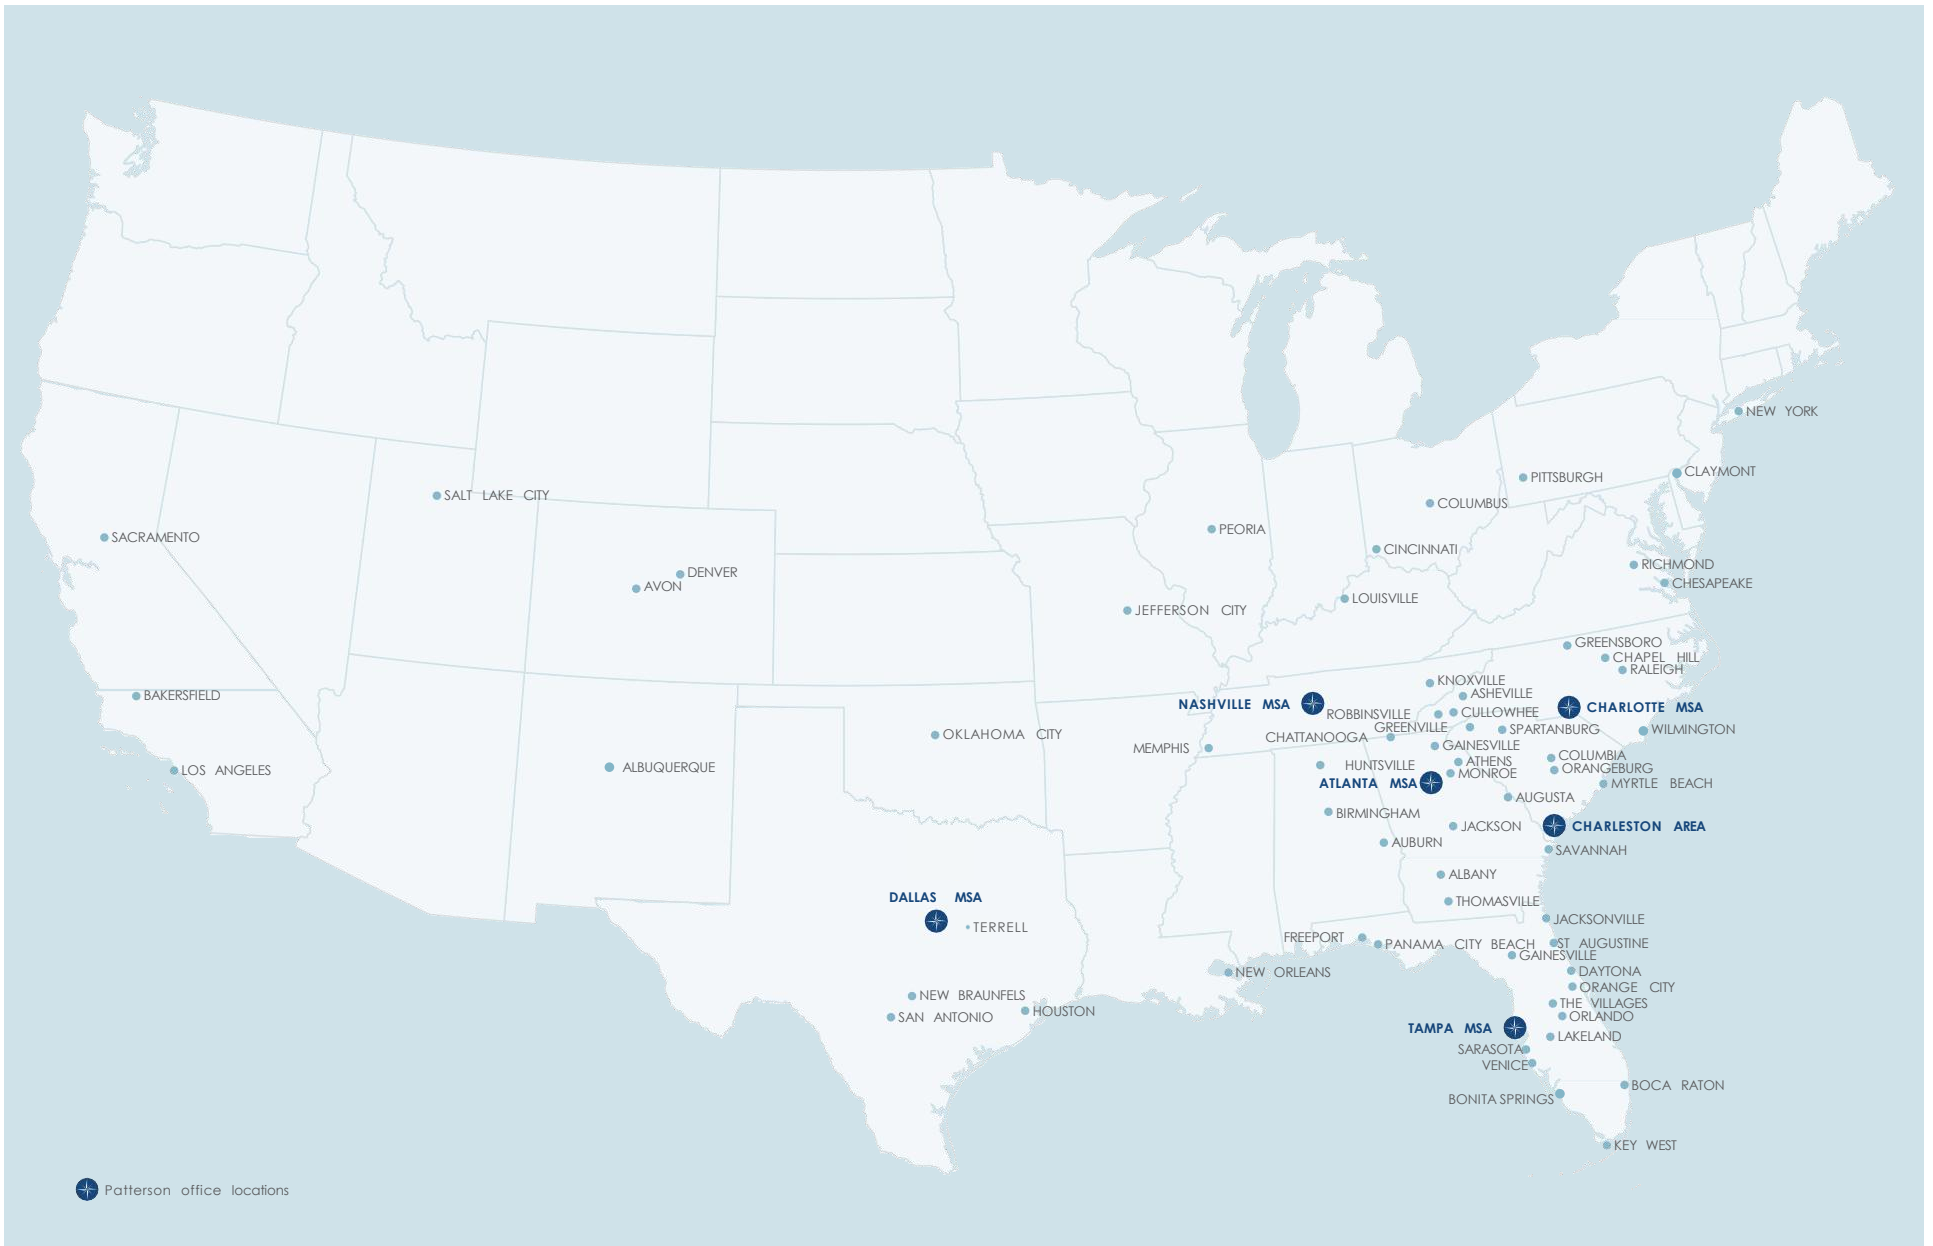 NEW YORK
CLAYMONT
PITTSBURGH
SALT LAKE CITY
COLUMBUS
PEORIA
SACRAMENTO
CINCINNATI
RICHMOND
DENVER
CHESAPEAKE
AVON
LOUISVILLE
JEFFERSON CITY
GREENSBORO
CHAPEL HILL
RALEIGH
KNOXVILLE
ASHEVILLE
BAKERSFIELD
NASHVILLE MSA
CHARLOTTE MSA
ROBBINSVILLE
CULLOWHEE
GREENVILLE
SPARTANBURG
WILMINGTON
OKLAHOMA CITY
CHATTANOOGA
GAINESVILLE
MEMPHIS
COLUMBIA
ATHENS
HUNTSVILLE
ORANGEBURG
LOS ANGELES
ALBUQUERQUE
MONROE
ATLANTA MSA
MYRTLE BEACH
AUGUSTA
BIRMINGHAM
JACKSON
CHARLESTON AREA
AUBURN
SAVANNAH
ALBANY
DALLAS MSA
THOMASVILLE
JACKSONVILLE
TERRELL
FREEPORT
PANAMA CITY BEACH
ST AUGUSTINE
GAINESVILLE
NEW ORLEANS
DAYTONA
ORANGE CITY
NEW BRAUNFELS
THE VILLAGES
HOUSTON
SAN ANTONIO
ORLANDO
TAMPA MSA
LAKELAND
SARASOTA
VENICE
BOCA RATON
BONITA SPRINGS
KEY WEST
Patterson office locations